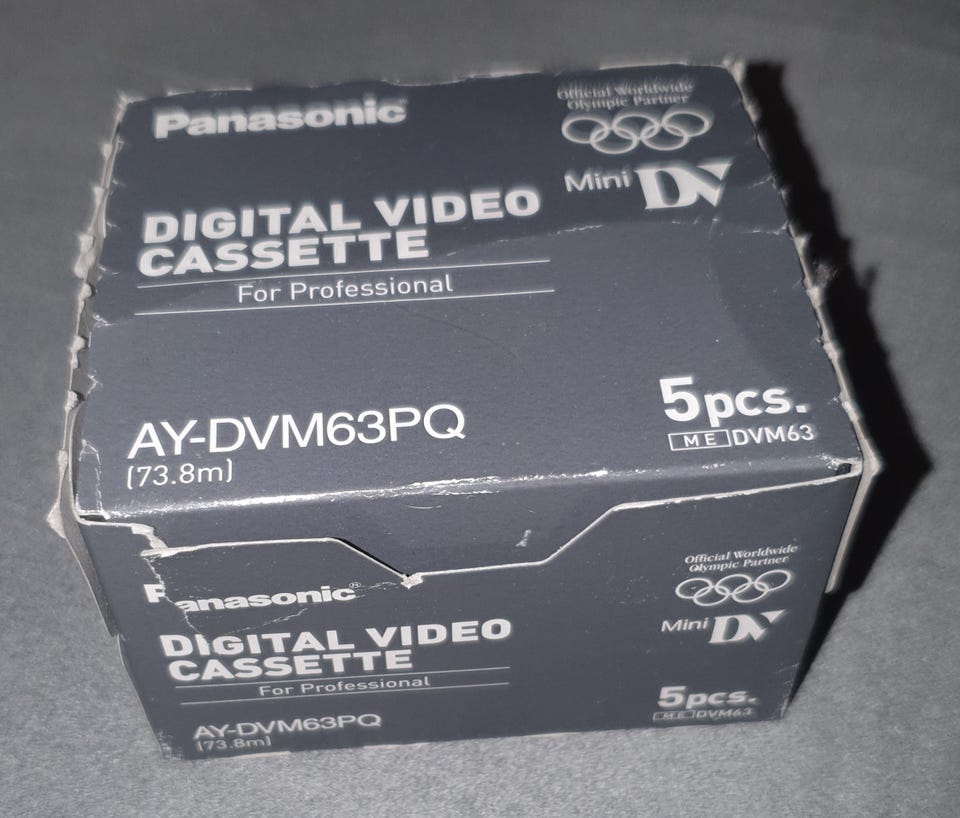 Panasonic
Official Worldwide
Olympic Partner
Mini DV
DIGITAL VIDEO
CASSETTE
For Professional
AY-DVM63PQ
(73.8m)
5pcs.
ME DVM63
Panasonic®
Official Worldwide
Olympic Partner
Mini DV
DIGITAL VIDEO
CASSETTE
For Professional
AY-DVM63PQ
(73.8m)
5pcs.
ME DVM63